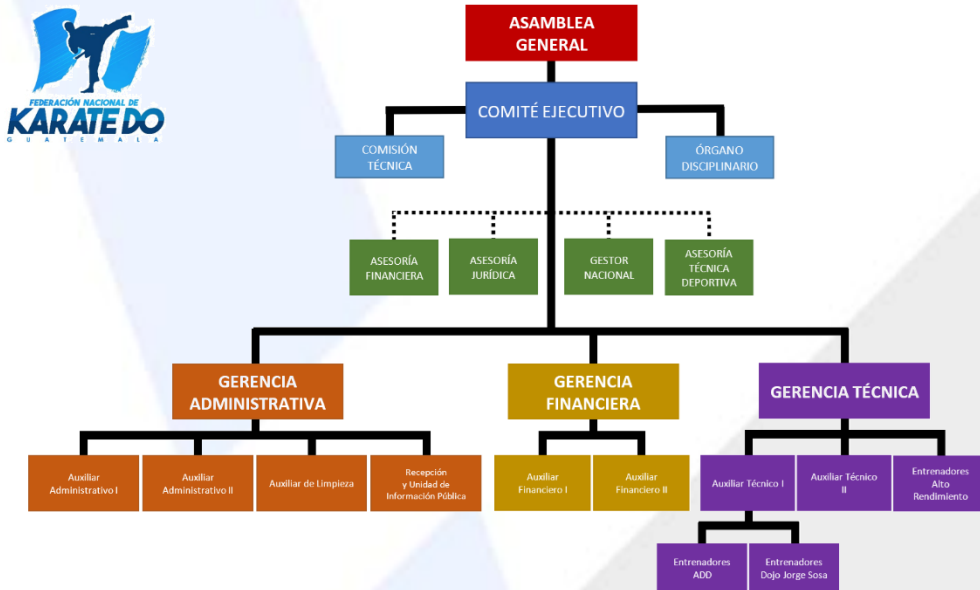 FEDERACIÓN NACIONAL DE
KARATE DO
GUATEMALA
ASAMBLEA
GENERAL
COMITÉ EJECUTIVO
COMISIÓN
TÉCNICA
ÓRGANO
DISCIPLINARIO
ASESORÍA
FINANCIERA
ASESORÍA
JURÍDICA
GESTOR
NACIONAL
ASESORÍA
TÉCNICA
DEPORTIVA
GERENCIA
ADMINISTRATIVA
GERENCIA
FINANCIERA
GERENCIA TÉCNICA
Auxiliar
Administrativo I
Auxiliar
Administrativo II
Auxiliar de Limpieza
Recepción
y Unidad de
Información Pública
Auxiliar
Financiero I
Auxiliar
Financiero II
Auxiliar Técnico I
Auxiliar Técnico
II
Entrenadores
Alto
Rendimiento
Entrenadores
ADD
Entrenadores
Dojo Jorge Sosa